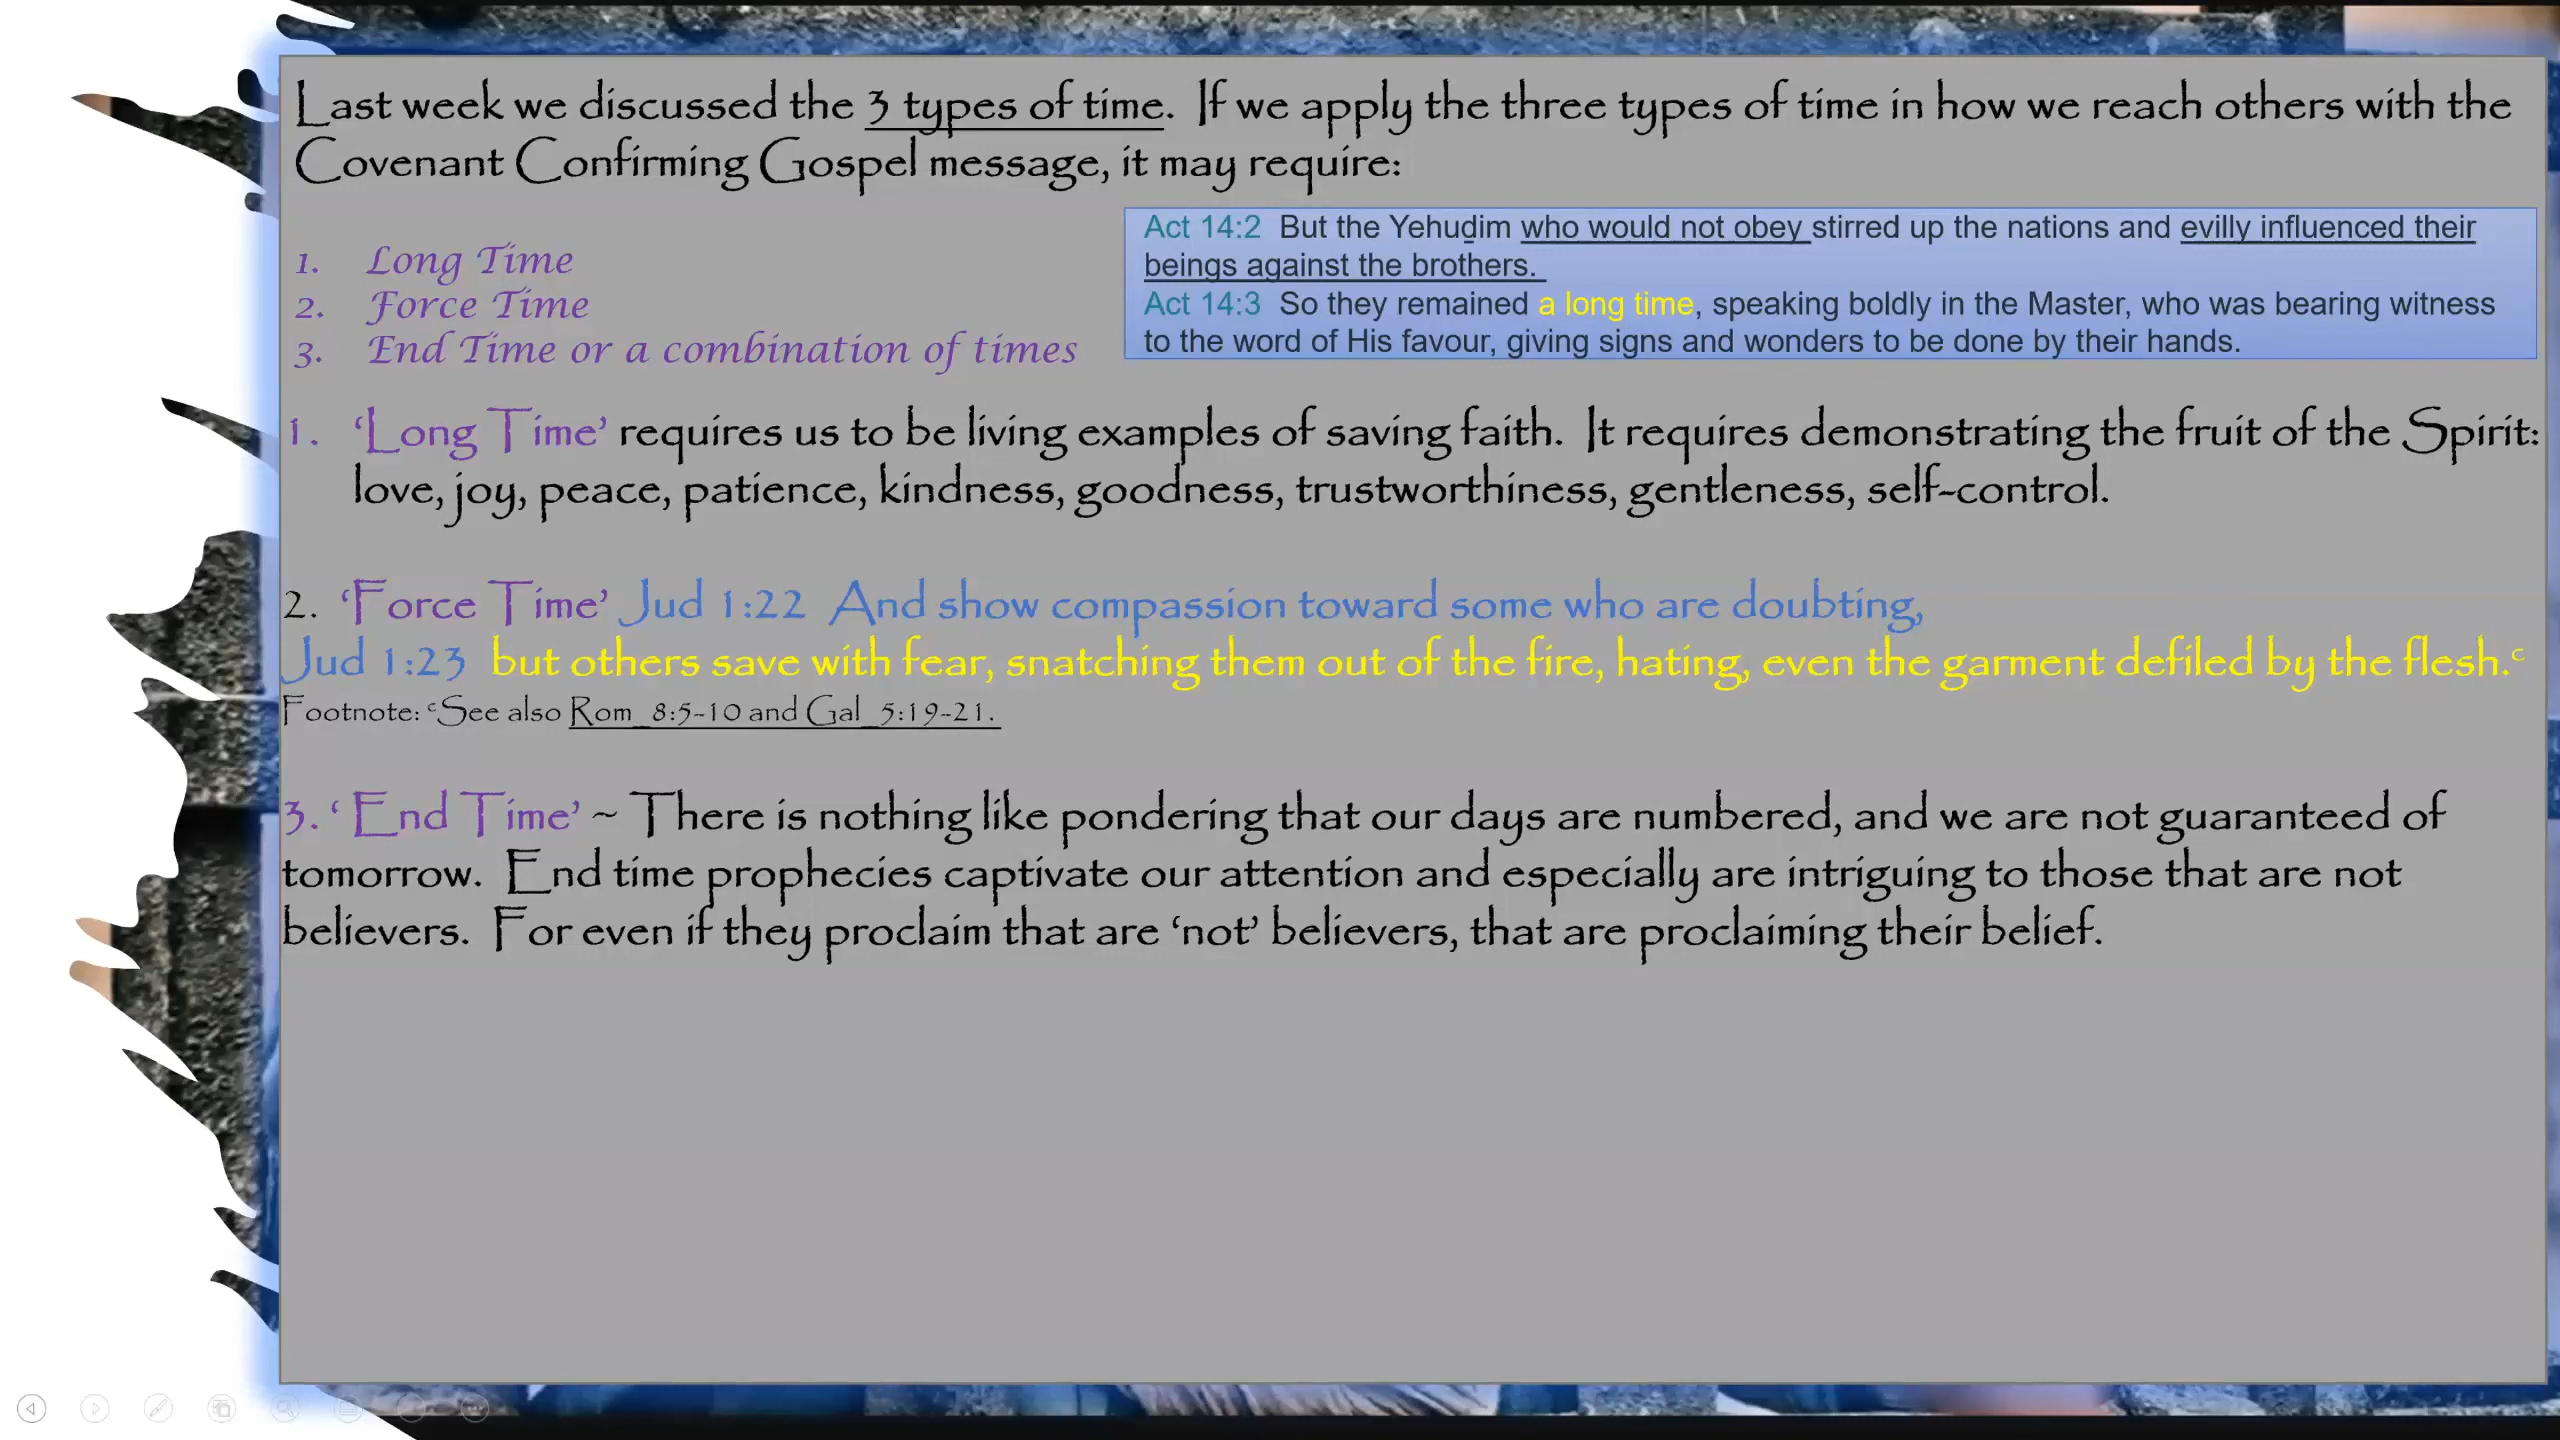 Last week we discussed the 3 types of time.  If we apply the three types of time in how we reach others with the
Covenant Confirming Gospel message, it may require:
1. Long Time
2. Force Time
3. End Time or a combination of times
Act 14:2  But the Yehuḏim who would not obey stirred up the nations and evilly influenced their
beings against the brothers.
Act 14:3  So they remained a long time, speaking boldly in the Master, who was bearing witness
to the word of His favour, giving signs and wonders to be done by their hands.
1. ‘Long Time’ requires us to be living examples of saving faith.  It requires demonstrating the fruit of the Spirit:
love, joy, peace, patience, kindness, goodness, trustworthiness, gentleness, self-control.
2. ‘Force Time’ Jud 1:22  And show compassion toward some who are doubting,
Jud 1:23  but others save with fear, snatching them out of the fire, hating, even the garment defiled by the flesh.ᶜ
Footnote: ᶜSee also Rom_8:5-10 and Gal_5:19-21.
3. ‘ End Time’ ~ There is nothing like pondering that our days are numbered, and we are not guaranteed of
tomorrow.  End time prophecies captivate our attention and especially are intriguing to those that are not
believers.  For even if they proclaim that are ‘not’ believers, that are proclaiming their belief.